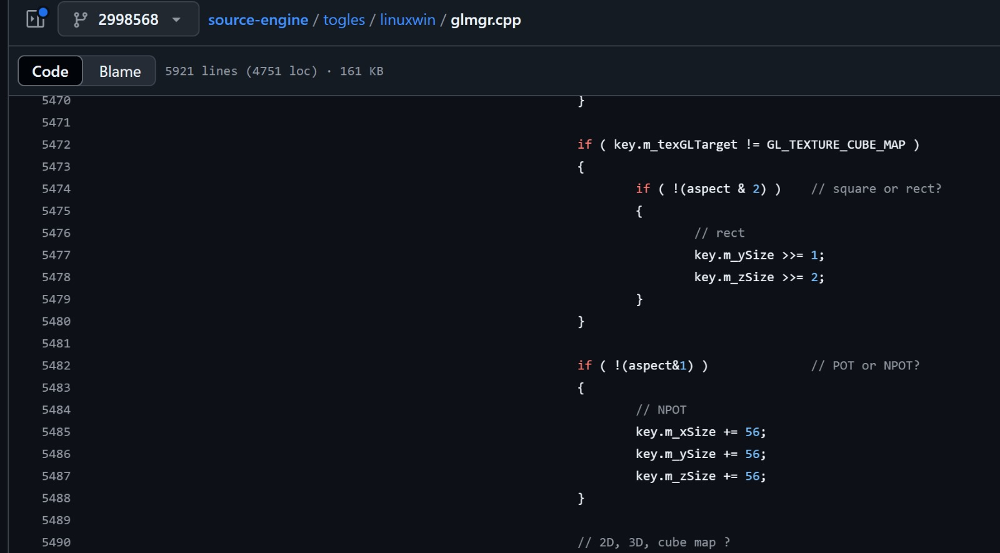 2998568 source-engine / togles / linuxwin / glmgr.cpp
Code Blame 5921 lines (4751 loc) · 161 KB
5470 }
5471
5472 if ( key.m_texGLTarget != GL_TEXTURE_CUBE_MAP )
5473 {
5474 if ( !(aspect & 2) ) // square or rect?
5475 {
5476 // rect
5477 key.m_ySize >>= 1;
5478 key.m_zSize >>= 2;
5479 }
5480 }
5481
5482 if ( !(aspect&1) ) // POT or NPOT?
5483 {
5484 // NPOT
5485 key.m_xSize += 56;
5486 key.m_ySize += 56;
5487 key.m_zSize += 56;
5488 }
5489
5490 // 2D, 3D, cube map ?